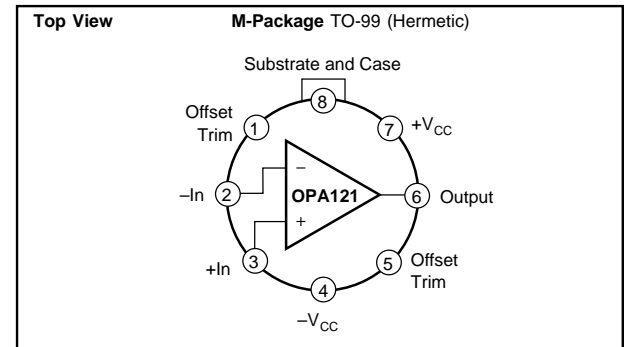 Top View M-Package TO-99 (Hermetic)
Substrate and Case
8
Offset
Trim
1
7
+VCC
–In
2
–
OPA121
+
6
Output
+In
3
5
Offset
Trim
4
–VCC